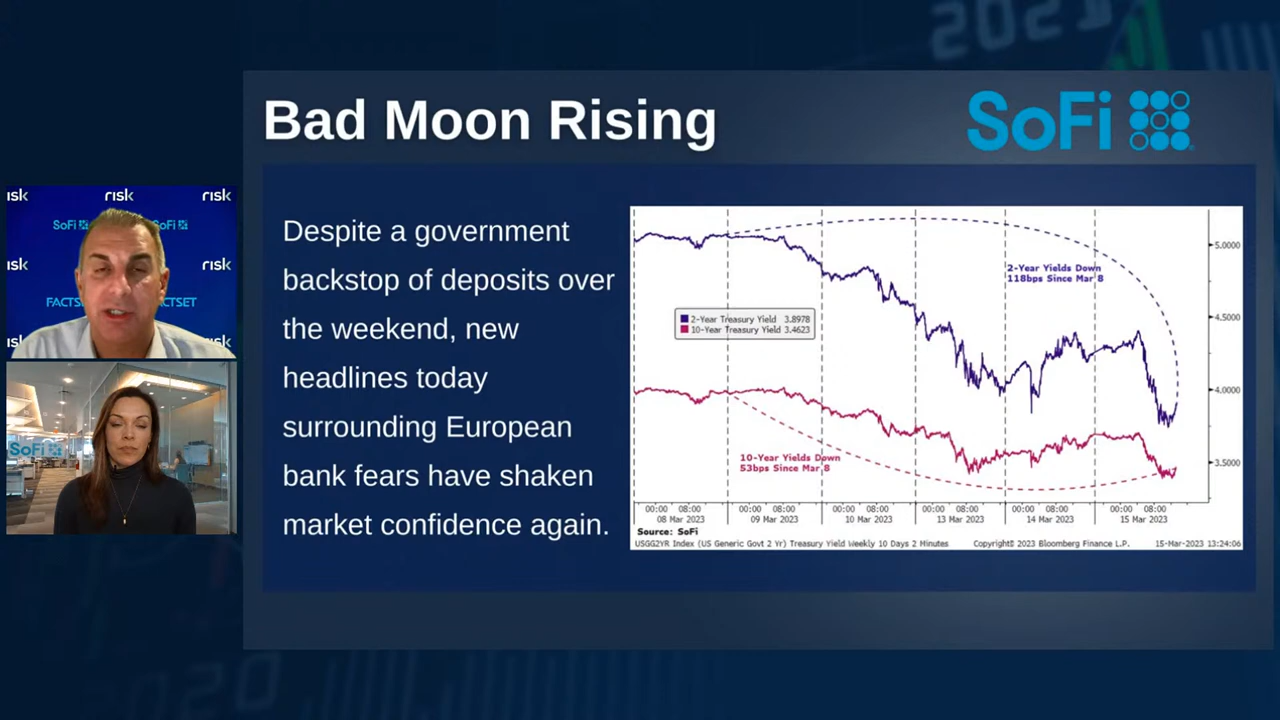 Bad Moon Rising
SoFi
Despite a government
backstop of deposits over
the weekend, new
headlines today
surrounding European
bank fears have shaken
market confidence again.
2-Year Yields Down
118bps Since Mar 8
2-Year Treasury Yield 3.8978
10-Year Treasury Yield 3.4623
10-Year Yields Down
53bps Since Mar 8
5.0000
4.5000
4.0000
3.5000
00:00 08:00 00:00 08:00 00:00 08:00 00:00 08:00 00:00 08:00 00:00 08:00
08 Mar 2023 09 Mar 2023 10 Mar 2023 13 Mar 2023 14 Mar 2023 15 Mar 2023
Source: SoFi
USGG2YR Index (US Generic Govt 2 Yr) Treasury Yield Weekly 10 Days 2 Minutes Copyright© 2023 Bloomberg Finance L.P. 15-Mar-2023 13:24:06
isk risk risk
SoFi SoFi
isk risk
FACTS ACTSET
isk risk
SoFi